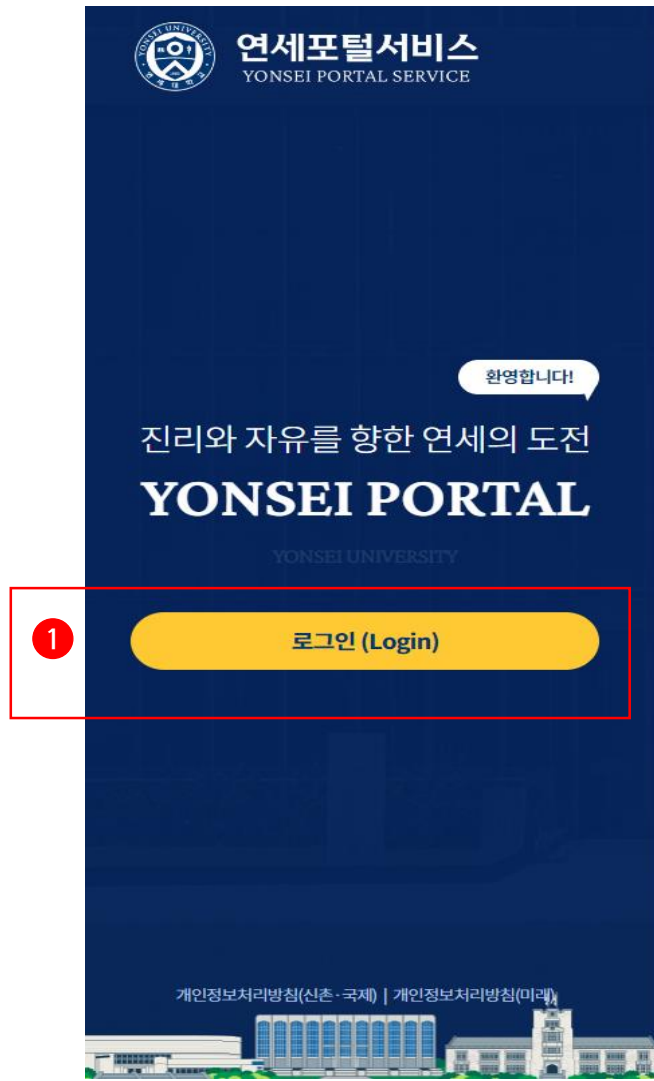 연세포털서비스
YONSEI PORTAL SERVICE
환영합니다!
진리와 자유를 향한 연세의 도전
YONSEI PORTAL
YONSEI UNIVERSITY
1
로그인 (Login)
개인정보처리방침(신촌·국제) | 개인정보처리방침(미래)